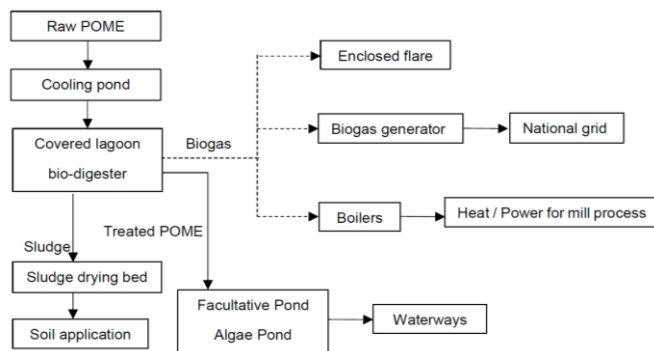 Raw POME
Enclosed flare
Cooling pond
Biogas
Biogas generator
National grid
Covered lagoon
bio-digester
Boilers
Heat / Power for mill process
Treated POME
Sludge
Sludge drying bed
Facultative Pond
Algae Pond
Waterways
Soil application